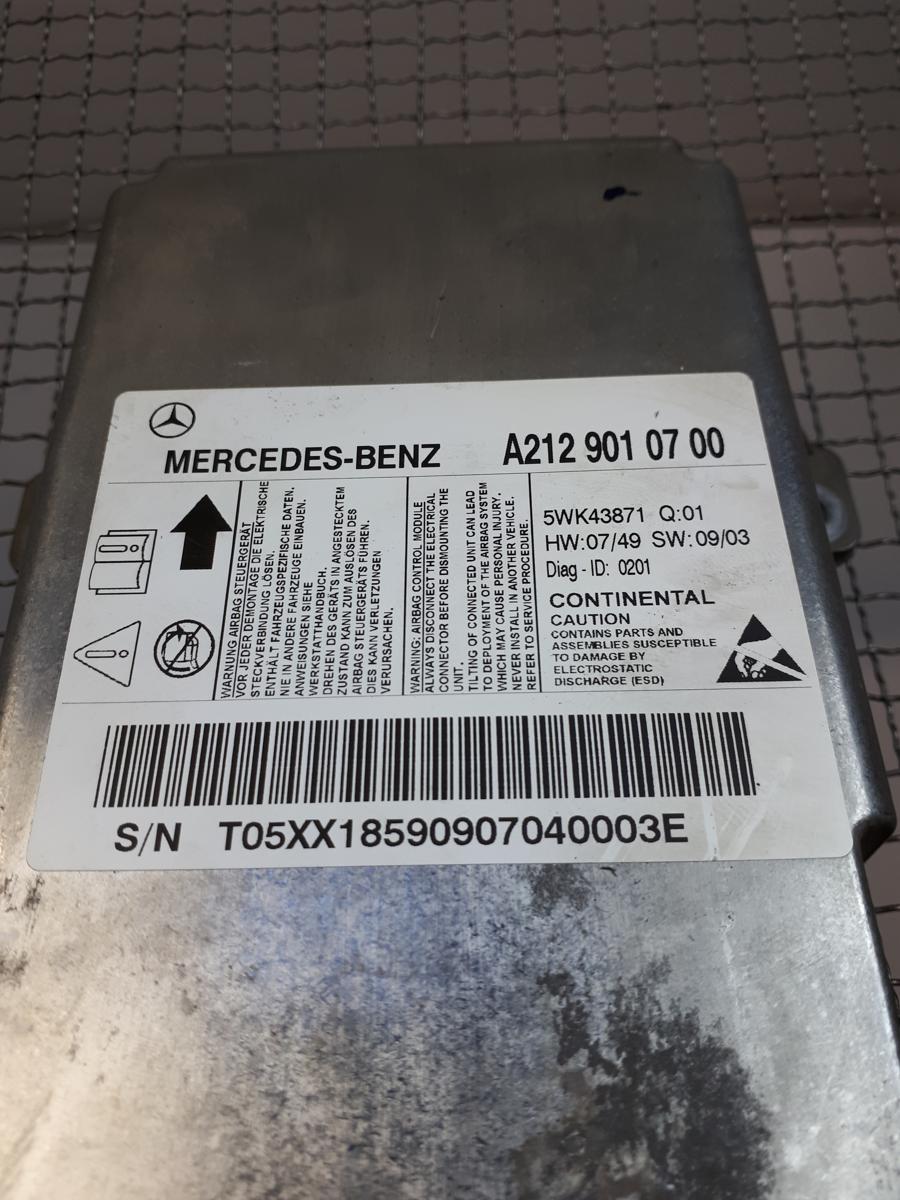 MERCEDES-BENZ A212 901 07 00
WARNUNG AIRBAG STEUERGERÄT
VOR JEDER DEMONTAGE DIE ELEKTRISCHE
STECKVERBINDUNG LÖSEN.
ENTHÄLT FAHRZEUGSPEZIFISCHE DATEN,
NIE IN ANDERE FAHRZEUGE EINBAUEN.
ANWEISUNGEN SIEHE
WERKSTATTHANDBUCH.
DREHEN DES GERÄTS IN ANGESTECKTEM
ZUSTAND KANN ZUM AUSLÖSEN DES
AIRBAG STEUERGERÄTS FÜHREN.
DIES KANN VERLETZUNGEN
VERURSACHEN.
WARNING: AIRBAG CONTROL MODULE
ALWAYS DISCONNECT THE ELECTRICAL
CONNECTOR BEFORE DISMOUNTING THE
UNIT.
TILTING OF CONNECTED UNIT CAN LEAD
TO DEPLOYMENT OF THE AIRBAG SYSTEM
WHICH MAY CAUSE PERSONAL INJURY.
NEVER INSTALL IN ANOTHER VEHICLE.
REFER TO SERVICE PROCEDURE.
5WK43871 Q:01
HW:07/49 SW:09/03
Diag - ID: 0201
CONTINENTAL
CAUTION
CONTAINS PARTS AND
ASSEMBLIES SUSCEPTIBLE
TO DAMAGE BY
ELECTROSTATIC
DISCHARGE (ESD)
S/N T05XX18590907040003E